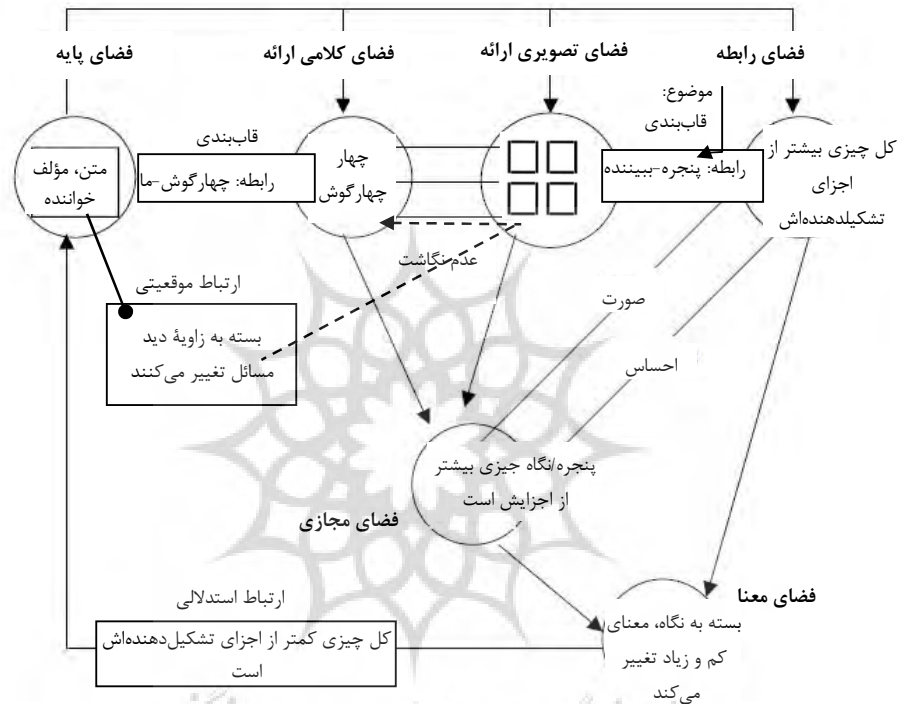 فضای پایه
فضای کلامی ارائه
فضای تصویری ارائه
فضای رابطه
موضوع:
قاب‌بندی
قاب‌بندی
متن، مؤلف
خواننده
رابطه: چهارگوش-ما
چهار
چهارگوش
رابطه: پنجره-بیننده
کل چیزی بیشتر از
اجزای
تشکیلدهنده‌اش
عدم نگاشت
ارتباط موقعیتی
بسته به زاویهٔ دید
مسائل تغییر می‌کنند
صورت
احساس
پنجره/نگاه جیزی بیشتر
از اجزایش است
فضای مجازی
فضای معنا
بسته به نگاه، معنای
کم و زیاد تغییر
می‌کند
ارتباط استدلالی
کل چیزی کمتر از اجزای تشکیل‌دهنده‌اش
است